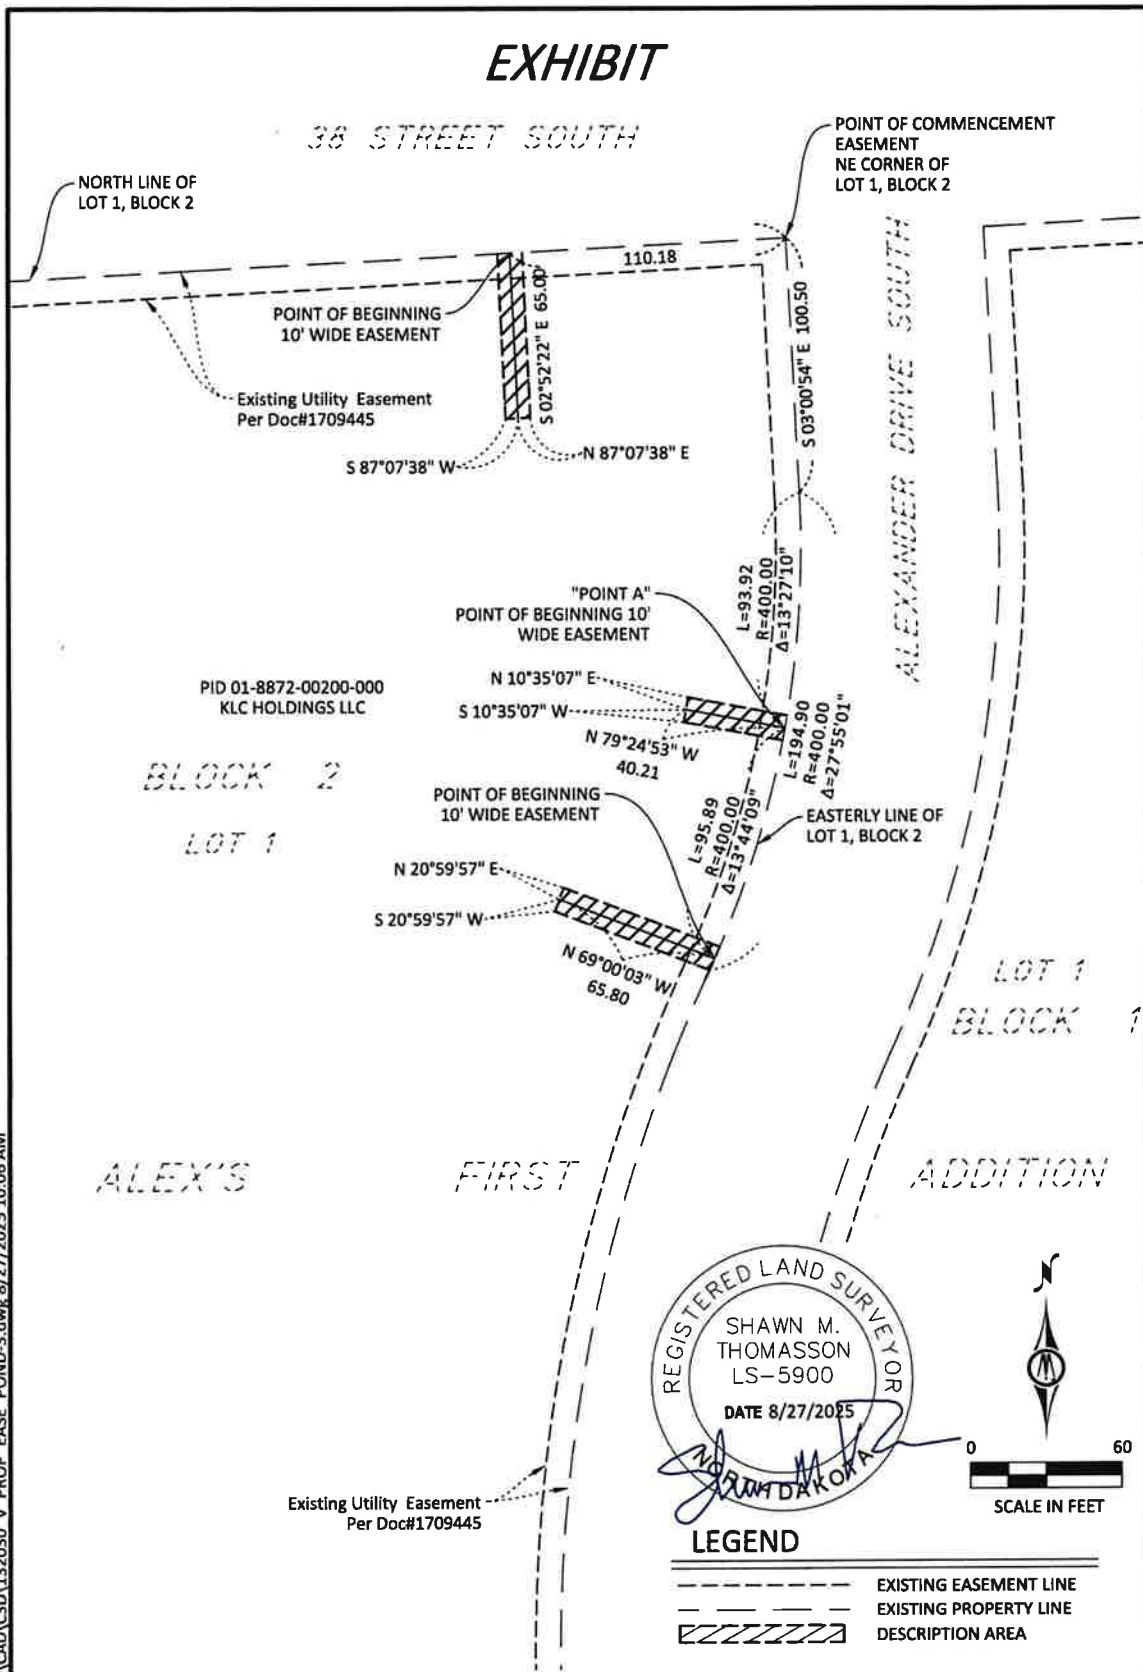 EXHIBIT
38 STREET SOUTH
POINT OF COMMENCEMENT
EASEMENT
NE CORNER OF
LOT 1, BLOCK 2
NORTH LINE OF
LOT 1, BLOCK 2
110.18
POINT OF BEGINNING
10' WIDE EASEMENT
S 02°52'22" E 65.00
S 03°00'54" E 100.50
ALEXANDER DRIVE SOUTH
Existing Utility Easement
Per Doc#1709445
S 87°07'38" W
N 87°07'38" E
L=93.92
R=400.00
Δ=13°27'10"
"POINT A"
POINT OF BEGINNING 10'
WIDE EASEMENT
N 10°35'07" E
S 10°35'07" W
PID 01-8872-00200-000
KLC HOLDINGS LLC
N 79°24'53" W
40.21
L=194.90
R=400.00
Δ=27°55'01"
BLOCK 2
LOT 1
POINT OF BEGINNING
10' WIDE EASEMENT
L=95.89
R=400.00
Δ=13°44'09"
EASTERLY LINE OF
LOT 1, BLOCK 2
N 20°59'57" E
S 20°59'57" W
N 69°00'03" W
65.80
LOT 1
BLOCK 1
ALEX'S FIRST ADDITION
REGISTERED LAND SURVEYOR
SHAWN M.
THOMASSON
LS-5900
DATE 8/27/2025
NORTH DAKOTA
N
M
0 60
SCALE IN FEET
Existing Utility Easement
Per Doc#1709445
LEGEND
EXISTING EASEMENT LINE
EXISTING PROPERTY LINE
DESCRIPTION AREA